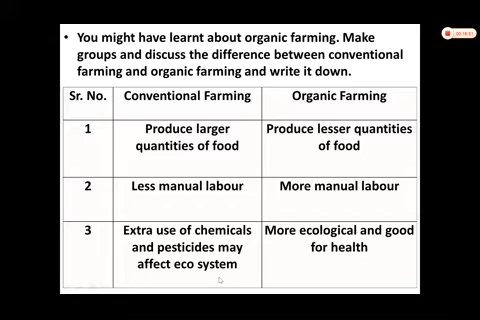 • You might have learnt about organic farming. Make
groups and discuss the difference between conventional
farming and organic farming and write it down.
Sr. No. Conventional Farming Organic Farming
1 Produce larger Produce lesser quantities
quantities of food of food
2 Less manual labour More manual labour
3 Extra use of chemicals More ecological and good
and pesticides may for health
affect eco system